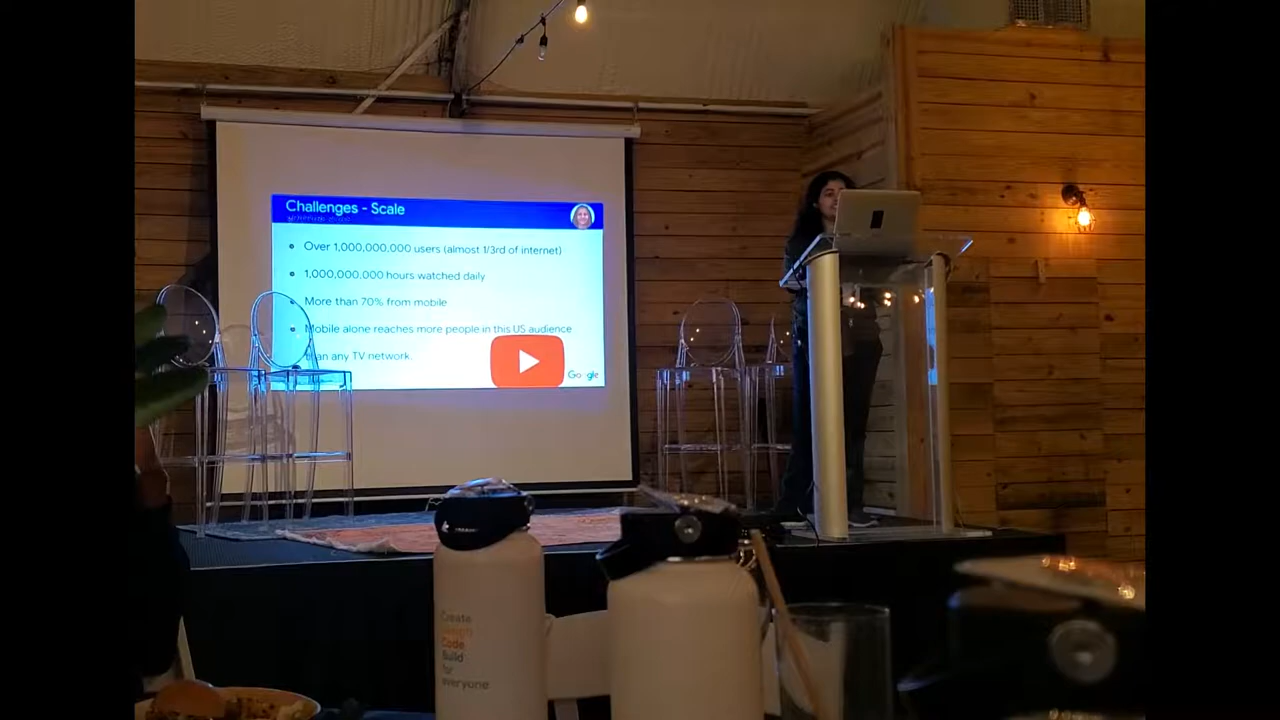 Challenges - Scale
Over 1,000,000,000 users (almost 1/3rd of internet)
1,000,000,000 hours watched daily
More than 70% from mobile
Mobile alone reaches more people in this US audience
than any TV network.
Google
Create
Code
Build
for
everyone